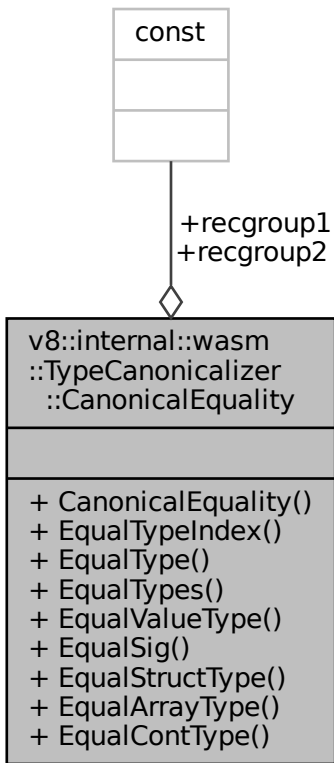 const
+recgroup1
+recgroup2
v8::internal::wasm
::TypeCanonicalizer
::CanonicalEquality
+ CanonicalEquality()
+ EqualTypeIndex()
+ EqualType()
+ EqualTypes()
+ EqualValueType()
+ EqualSig()
+ EqualStructType()
+ EqualArrayType()
+ EqualContType()